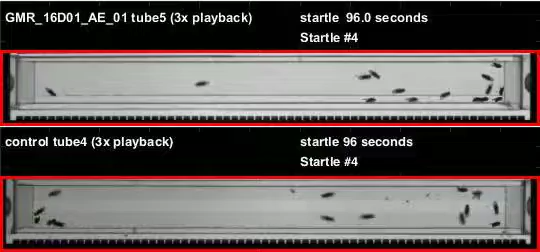 GMR_16D01_AE_01 tube5 (3x playback)
startle 96.0 seconds
Startle #4
control tube4 (3x playback)
startle 96 seconds
Startle #4